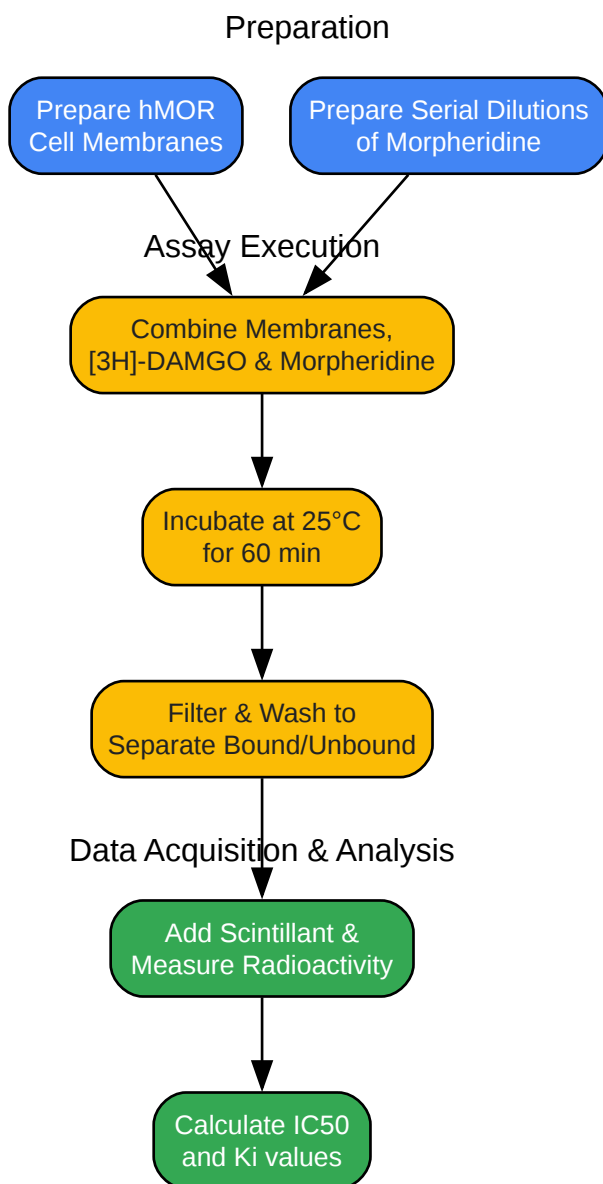 Preparation
Prepare hMOR
Cell Membranes
Prepare Serial Dilutions
of Morpheridine
Assay Execution
Combine Membranes,
[3H]-DAMGO & Morpheridine
Incubate at 25°C
for 60 min
Filter & Wash to
Separate Bound/Unbound
Data Acquisition & Analysis
Add Scintillant &
Measure Radioactivity
Calculate IC50
and Ki values